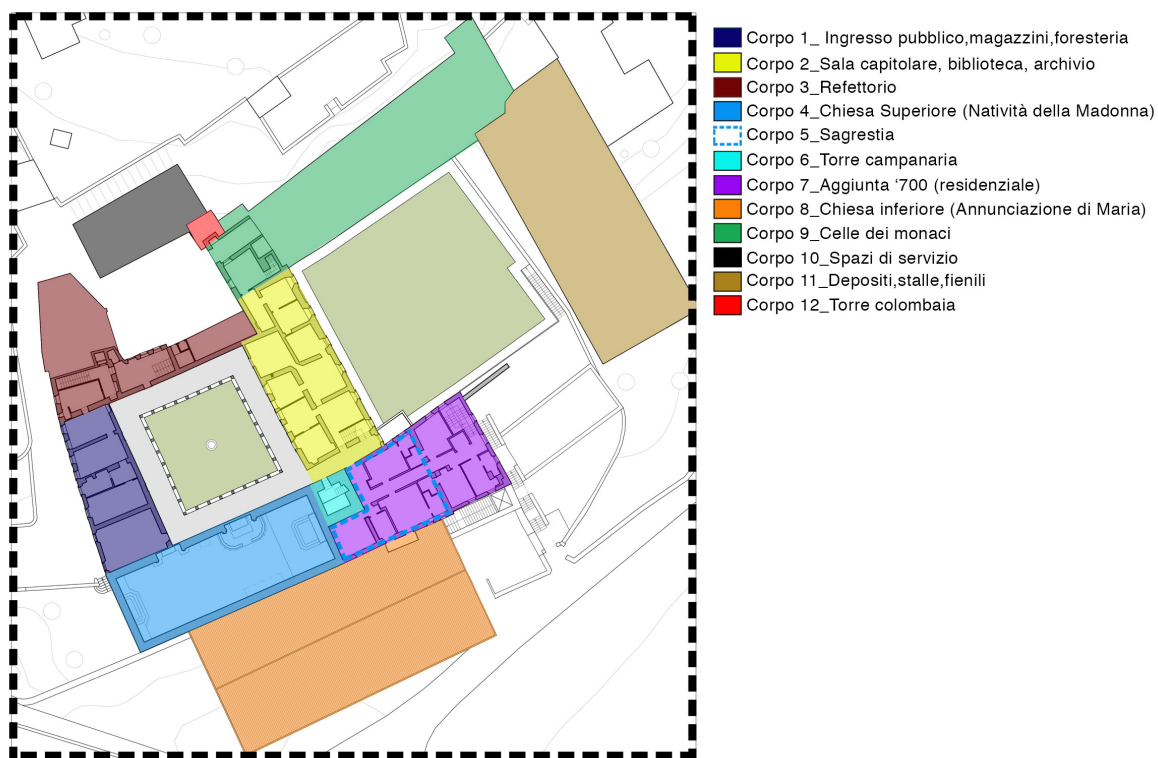 Corpo 1_ Ingresso pubblico,magazzini,foresteria
Corpo 2_Sala capitolare, biblioteca, archivio
Corpo 3_Refettorio
Corpo 4_Chiesa Superiore (Natività della Madonna)
Corpo 5_Sagrestia
Corpo 6_Torre campanaria
Corpo 7_Aggiunta ‘700 (residenziale)
Corpo 8_Chiesa inferiore (Annunciazione di Maria)
Corpo 9_Celle dei monaci
Corpo 10_Spazi di servizio
Corpo 11_Depositi,stalle,fienili
Corpo 12_Torre colombaia